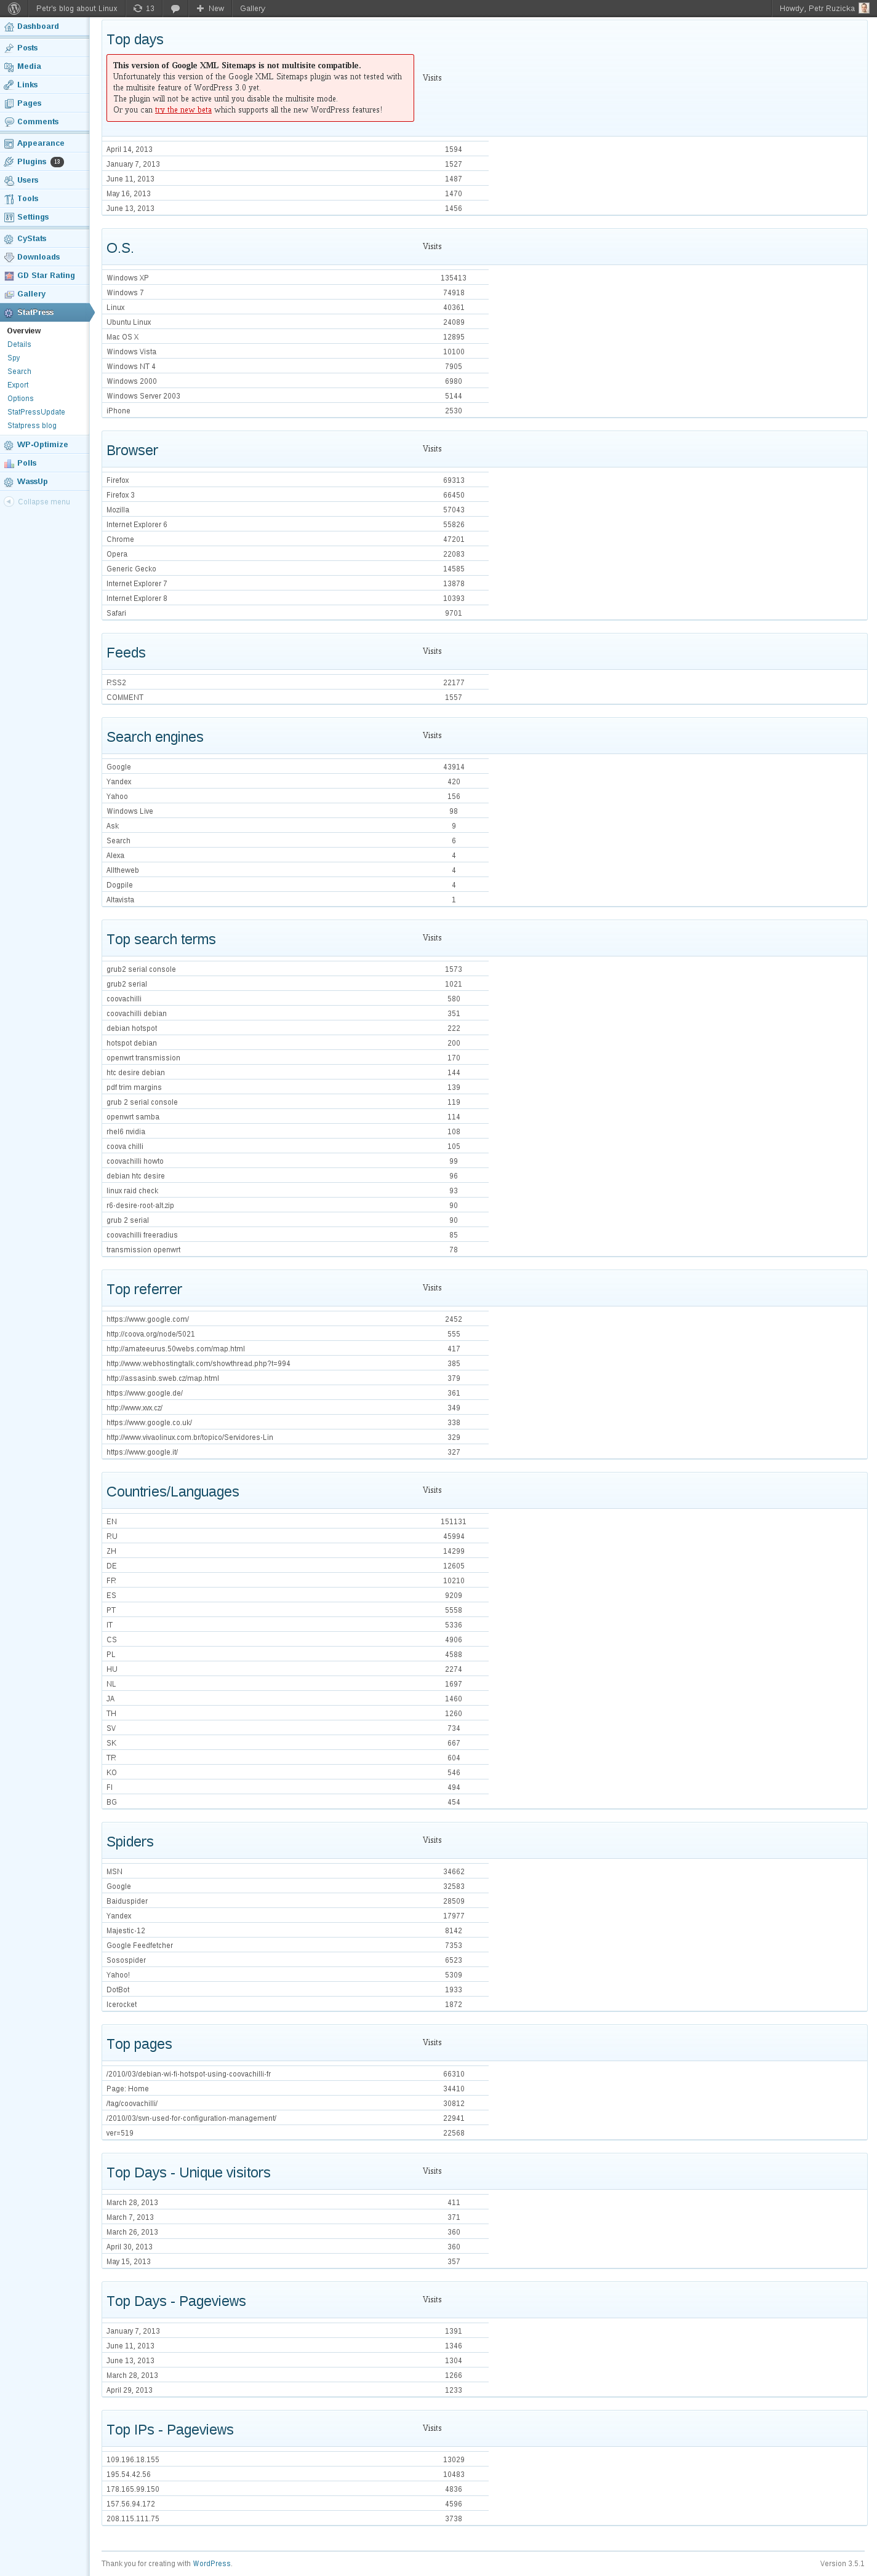 Petr's blog about Linux 13 New Gallery Howdy, Petr Ruzicka
Dashboard
Posts
Media
Links
Pages
Comments
Appearance
Plugins 13
Users
Tools
Settings
CyStats
Downloads
GD Star Rating
Gallery
StatPress
Overview
Details
Spy
Search
Export
Options
StatPressUpdate
Statpress blog
WP-Optimize
Polls
WassUp
Collapse menu
Top days Visits
This version of Google XML Sitemaps is not multisite compatible.
Unfortunately this version of the Google XML Sitemaps plugin was not tested with
the multisite feature of WordPress 3.0 yet.
The plugin will not be active until you disable the multisite mode.
Or you can try the new beta which supports all the new WordPress features!
April 14, 2013 1594
January 7, 2013 1527
June 11, 2013 1487
May 16, 2013 1470
June 13, 2013 1456
O.S. Visits
Windows XP 135413
Windows 7 74918
Linux 40361
Ubuntu Linux 24089
Mac OS X 12895
Windows Vista 10100
Windows NT 4 7905
Windows 2000 6980
Windows Server 2003 5144
iPhone 2530
Browser Visits
Firefox 69313
Firefox 3 66450
Mozilla 57043
Internet Explorer 6 55826
Chrome 47201
Opera 22083
Generic Gecko 14585
Internet Explorer 7 13878
Internet Explorer 8 10393
Safari 9701
Feeds Visits
RSS2 22177
COMMENT 1557
Search engines Visits
Google 43914
Yandex 420
Yahoo 156
Windows Live 98
Ask 9
Search 6
Alexa 4
Alltheweb 4
Dogpile 4
Altavista 1
Top search terms Visits
grub2 serial console 1573
grub2 serial 1021
coovachilli 580
coovachilli debian 351
debian hotspot 222
hotspot debian 200
openwrt transmission 170
htc desire debian 144
pdf trim margins 139
grub 2 serial console 119
openwrt samba 114
rhel6 nvidia 108
coova chilli 105
coovachilli howto 99
debian htc desire 96
linux raid check 93
r6-desire-root-alt.zip 90
grub 2 serial 90
coovachilli freeradius 85
transmission openwrt 78
Top referrer Visits
https://www.google.com/ 2452
http://coova.org/node/5021 555
http://amateeurus.50webs.com/map.html 417
http://www.webhostingtalk.com/showthread.php?t=994 385
http://assasinb.sweb.cz/map.html 379
https://www.google.de/ 361
http://www.xvx.cz/ 349
https://www.google.co.uk/ 338
http://www.vivaolinux.com.br/topico/Servidores-Lin 329
https://www.google.it/ 327
Countries/Languages Visits
EN 151131
RU 45994
ZH 14299
DE 12605
FR 10210
ES 9209
PT 5558
IT 5336
CS 4906
PL 4588
HU 2274
NL 1697
JA 1460
TH 1260
SV 734
SK 667
TR 604
KO 546
FI 494
BG 454
Spiders Visits
MSN 34662
Google 32583
Baiduspider 28509
Yandex 17977
Majestic-12 8142
Google Feedfetcher 7353
Sosospider 6523
Yahoo! 5309
DotBot 1933
Icerocket 1872
Top pages Visits
/2010/03/debian-wi-fi-hotspot-using-coovachilli-fr 66310
Page: Home 34410
/tag/coovachilli/ 30812
/2010/03/svn-used-for-configuration-management/ 22941
ver=519 22568
Top Days - Unique visitors Visits
March 28, 2013 411
March 7, 2013 371
March 26, 2013 360
April 30, 2013 360
May 15, 2013 357
Top Days - Pageviews Visits
January 7, 2013 1391
June 11, 2013 1346
June 13, 2013 1304
March 28, 2013 1266
April 29, 2013 1233
Top IPs - Pageviews Visits
109.196.18.155 13029
195.54.42.56 10483
178.165.99.150 4836
157.56.94.172 4596
208.115.111.75 3738
Thank you for creating with WordPress. Version 3.5.1